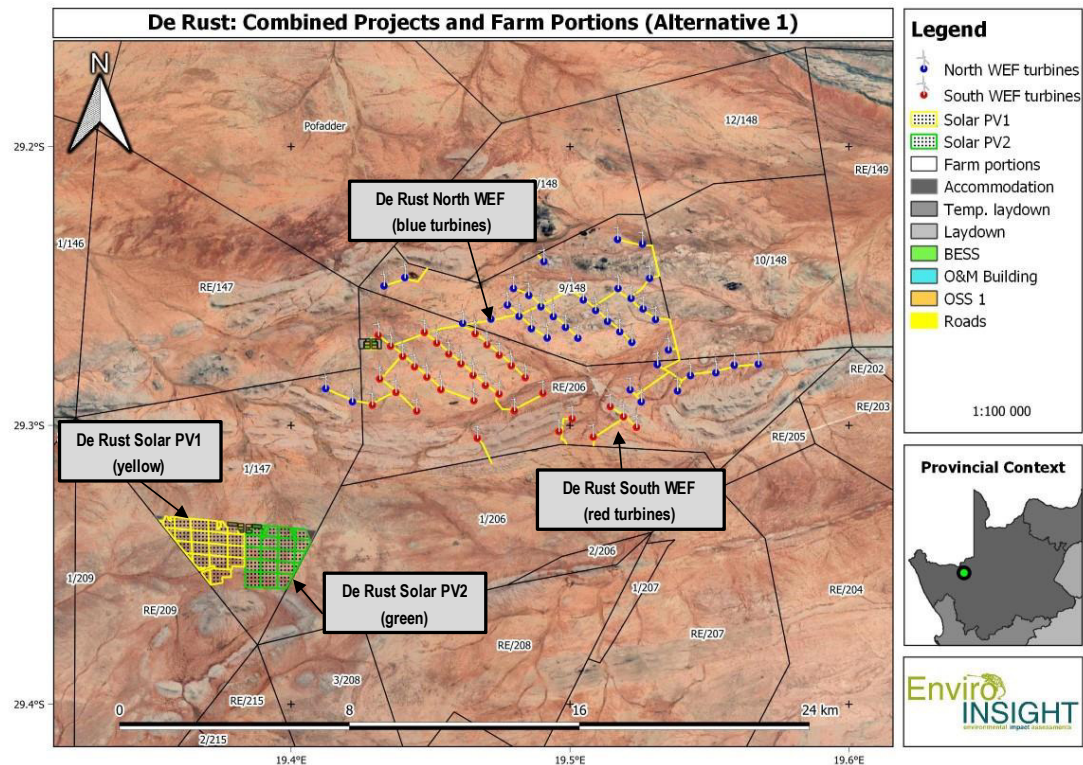 De Rust: Combined Projects and Farm Portions (Alternative 1)
N
29.2°S
29.3°S
29.4°S
19.4°E
19.5°E
19.6°E
Pofadder
12/148
RE/149
/148
1/146
RE/147
10/148
9/148
RE/206
RE/202
RE/203
RE/205
1/147
1/206
2/206
1/207
1/209
RE/209
RE/204
RE/207
RE/208
3/208
RE/215
2/215
De Rust North WEF
(blue turbines)
De Rust Solar PV1
(yellow)
De Rust South WEF
(red turbines)
De Rust Solar PV2
(green)
0
8
16
24 km
Legend
North WEF turbines
South WEF turbines
Solar PV1
Solar PV2
Farm portions
Accommodation
Temp. laydown
Laydown
BESS
O&M Building
OSS 1
Roads
1:100 000
Provincial Context
Enviro
INSIGHT
environmental impact assessments